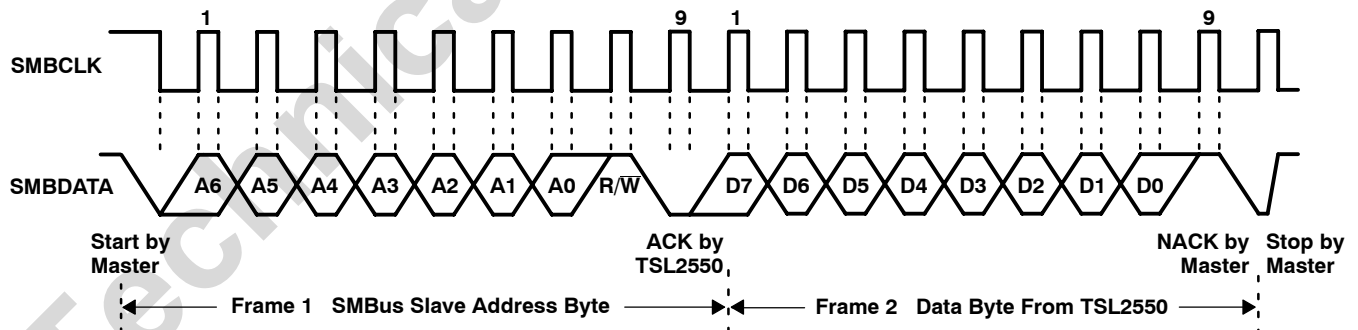 1 9 1 9
SMBCLK
SMBDATA A6 A5 A4 A3 A2 A1 A0 R/W̅ D7 D6 D5 D4 D3 D2 D1 D0
Start by Master
ACK by TSL2550
NACK by Master
Stop by Master
Frame 1 SMBus Slave Address Byte
Frame 2 Data Byte From TSL2550
Technica